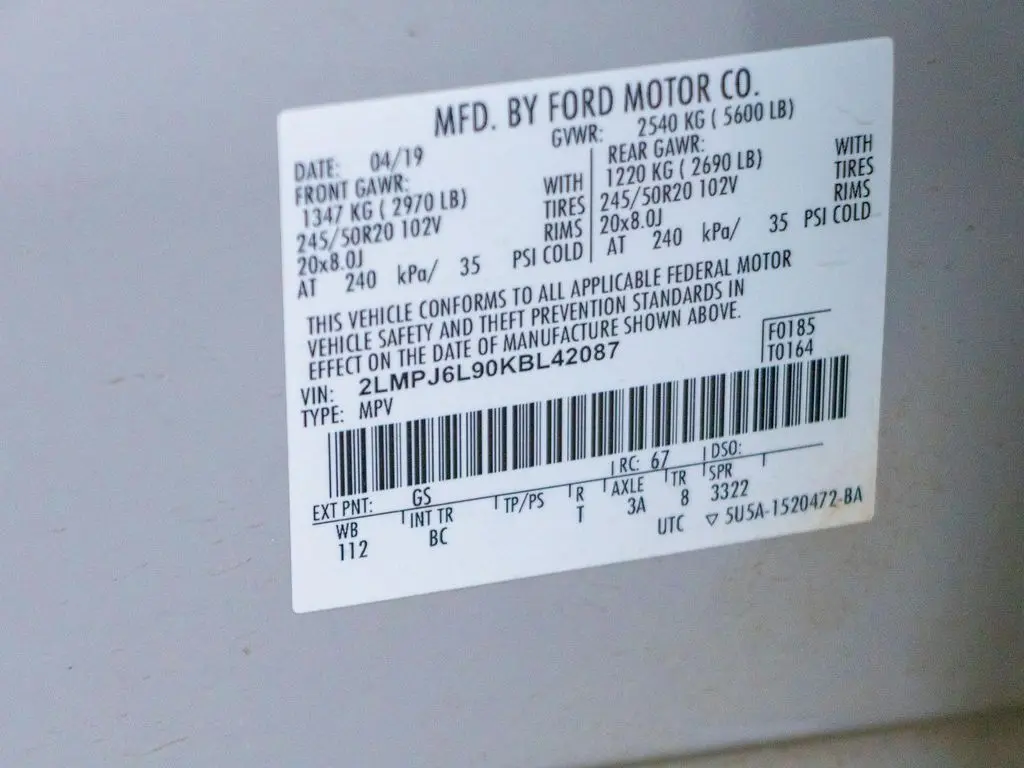 MFD. BY FORD MOTOR CO.
DATE: 04/19 GVWR: 2540 KG ( 5600 LB)
FRONT GAWR: REAR GAWR:
1347 KG ( 2970 LB) WITH 1220 KG ( 2690 LB) WITH
245/50R20 102V TIRES 245/50R20 102V TIRES
20x8.0J RIMS 20x8.0J RIMS
AT 240 kPa/ 35 PSI COLD AT 240 kPa/ 35 PSI COLD
THIS VEHICLE CONFORMS TO ALL APPLICABLE FEDERAL MOTOR
VEHICLE SAFETY AND THEFT PREVENTION STANDARDS IN
EFFECT ON THE DATE OF MANUFACTURE SHOWN ABOVE.
VIN: 2LMPJ6L90KBL42087 F0185
TYPE: MPV T0164
EXT PNT: GS RC: 67 DSO:
WB INT TR TP/PS R AXLE TR SPR
112 BC T 3A 8 3322
UTC ▽ 5U5A-1520472-BA